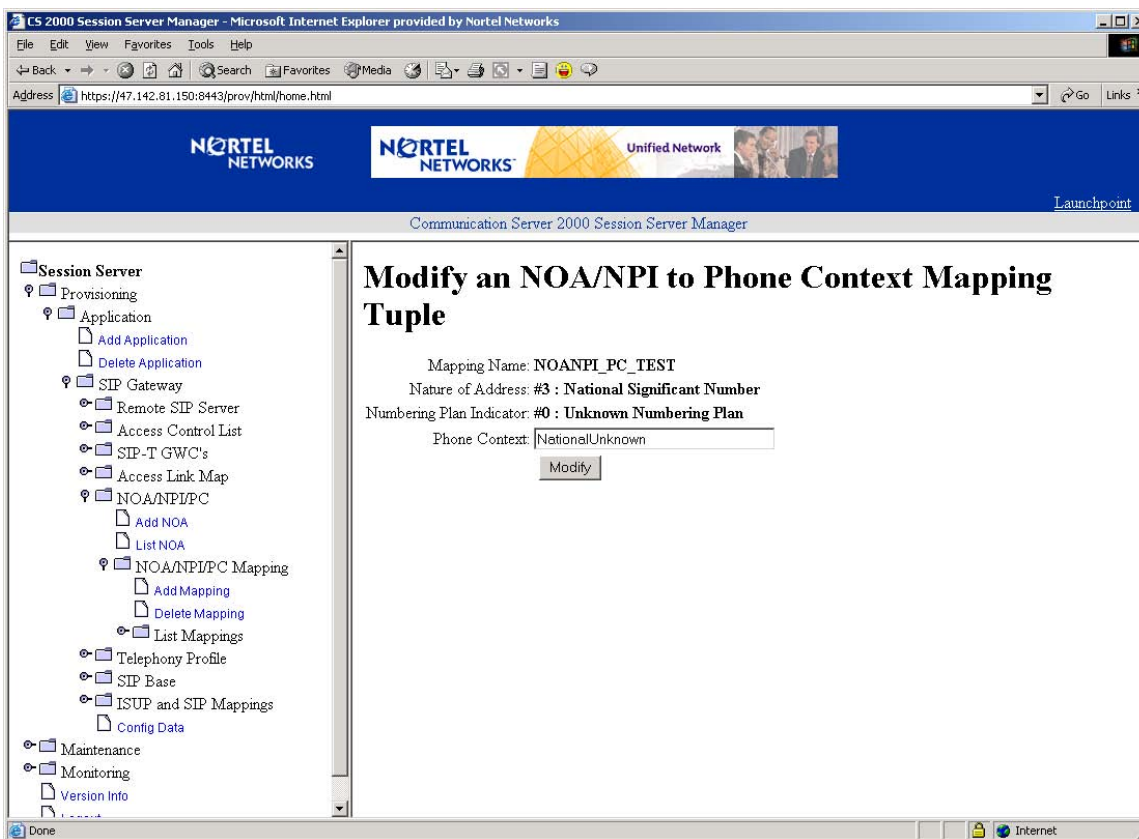 CS 2000 Session Server Manager - Microsoft Internet Explorer provided by Nortel Networks
File Edit View Favorites Tools Help
Back Search Favorites Media
Address https://47.142.81.150:8443/prov/html/home.html Go Links
NORTEL NETWORKS
NORTEL NETWORKS
Unified Network
Launchpoint
Communication Server 2000 Session Server Manager
Session Server
Provisioning
Application
Add Application
Delete Application
SIP Gateway
Remote SIP Server
Access Control List
SIP-T GWC's
Access Link Map
NOA/NPI/PC
Add NOA
List NOA
NOA/NPI/PC Mapping
Add Mapping
Delete Mapping
List Mappings
Telephony Profile
SIP Base
ISUP and SIP Mappings
Config Data
Maintenance
Monitoring
Version Info
Modify an NOA/NPI to Phone Context Mapping
Tuple
Mapping Name: NOANPI_PC_TEST
Nature of Address: #3 : National Significant Number
Numbering Plan Indicator: #0 : Unknown Numbering Plan
Phone Context: NationalUnknown
Modify
Done Internet